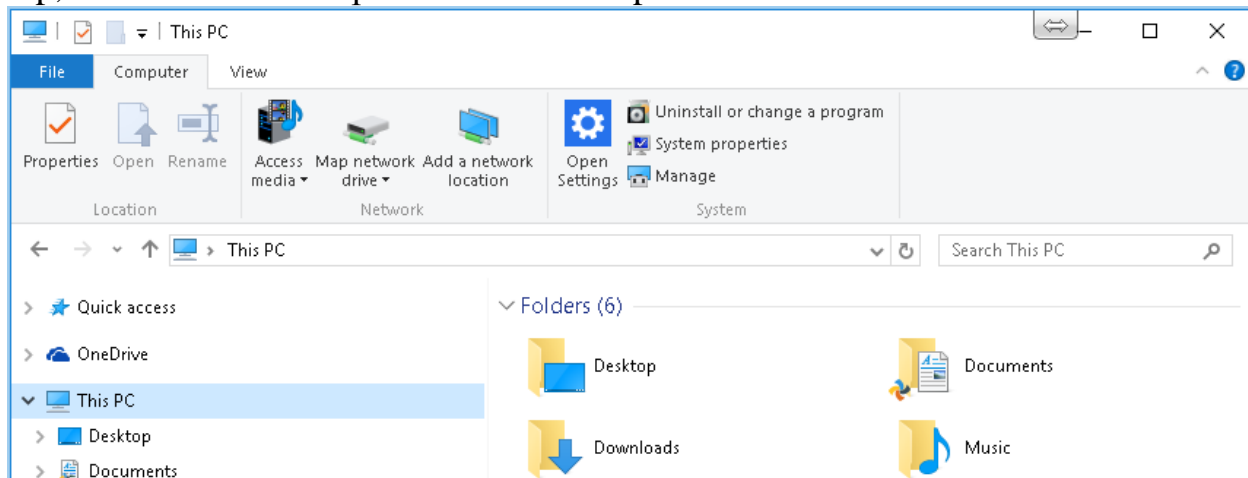 This PC
File Computer View
Properties Open Rename Access media Map network drive Add a network location Open Settings Uninstall or change a program
System properties
Manage
Location Network System
This PC Search This PC
Quick access Folders (6)
OneDrive Desktop Documents
This PC
Desktop Downloads Music
Documents